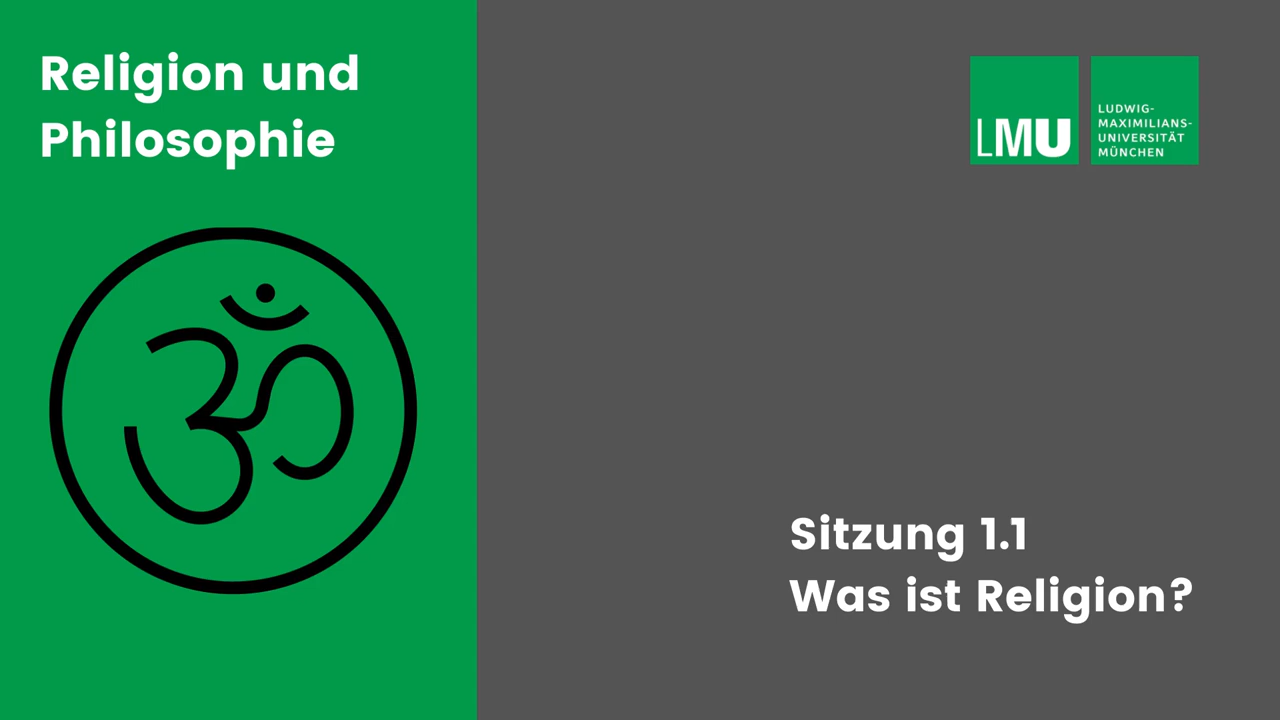 Religion und
Philosophie
ॐ
LMU
LUDWIG-
MAXIMILIANS-
UNIVERSITÄT
MÜNCHEN
Sitzung 1.1
Was ist Religion?